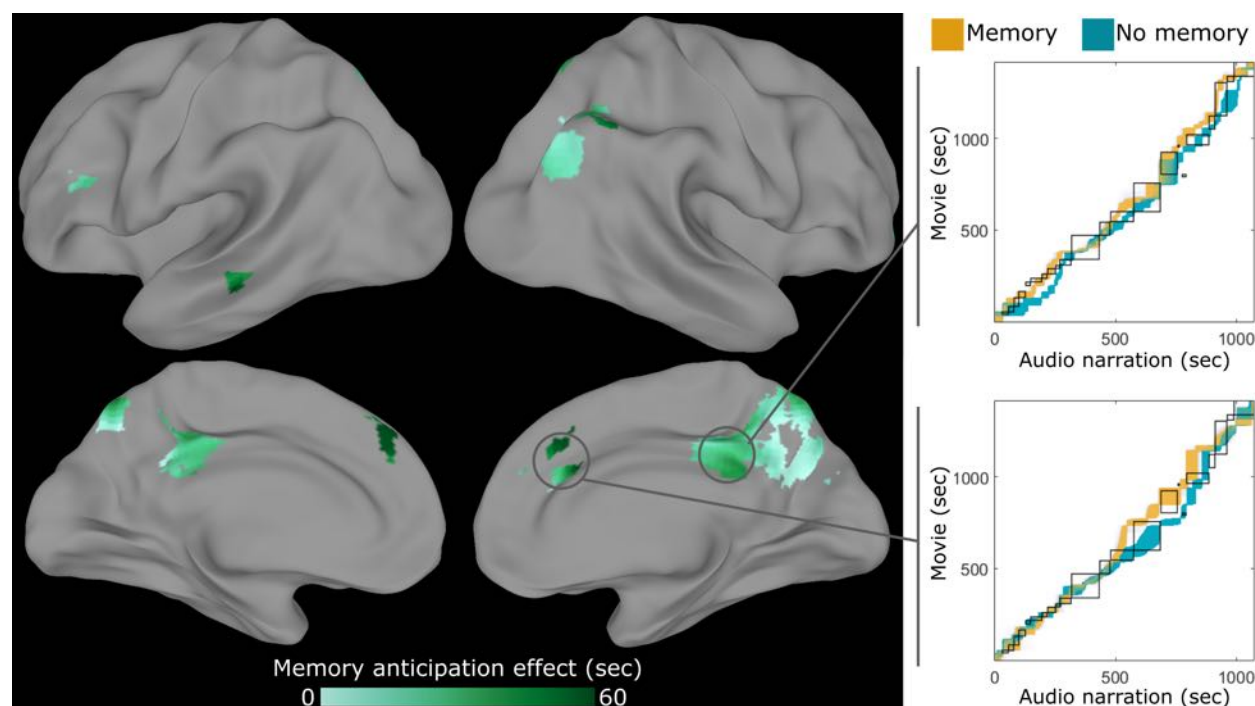 Memory No memory
Movie (sec)
1000
500
0 500 1000
Audio narration (sec)
Movie (sec)
1000
500
0 500 1000
Audio narration (sec)
Memory anticipation effect (sec)
0 60